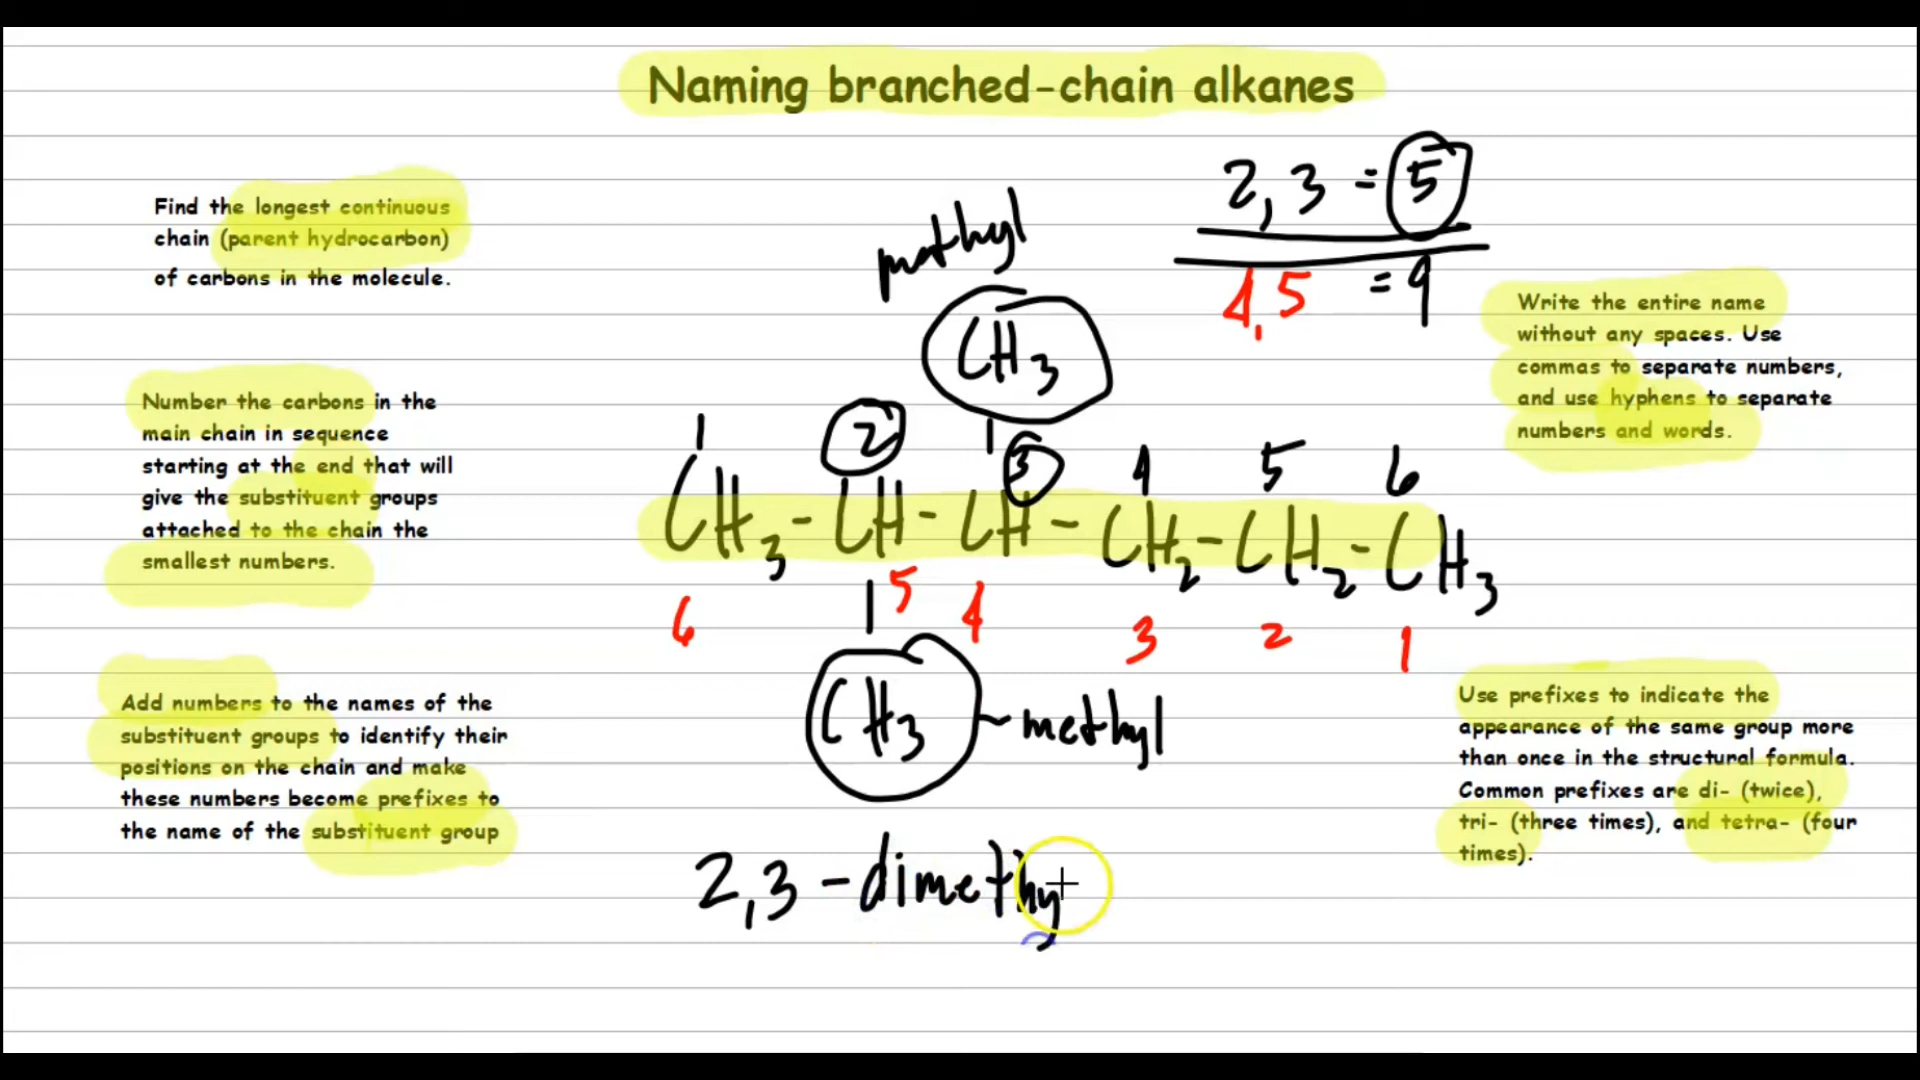 Naming branched-chain alkanes
Find the longest continuous
chain (parent hydrocarbon)
of carbons in the molecule.
Number the carbons in the
main chain in sequence
starting at the end that will
give the substituent groups
attached to the chain the
smallest numbers.
Add numbers to the names of the
substituent groups to identify their
positions on the chain and make
these numbers become prefixes to
the name of the substituent group
2,3 = 5
4,5 = 9
methyl
CH3
1 2 3 4 5 6
CH3-CH-CH-CH2-CH2-CH3
6 5 4 3 2 1
CH3 - methyl
2,3-dimethy
Write the entire name
without any spaces. Use
commas to separate numbers,
and use hyphens to separate
numbers and words.
Use prefixes to indicate the
appearance of the same group more
than once in the structural formula.
Common prefixes are di- (twice),
tri- (three times), and tetra- (four
times).